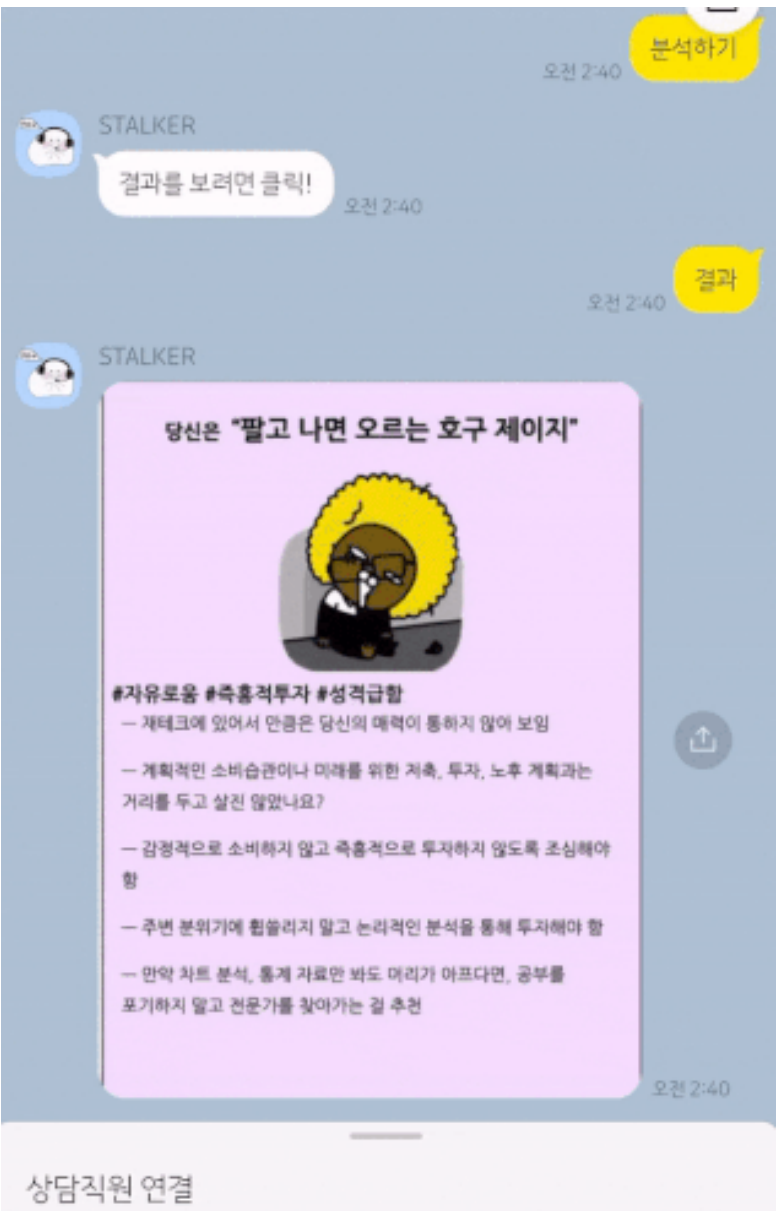 분석하기
오전 2:40
STALKER
결과를 보려면 클릭!
오전 2:40
결과
오전 2:40
STALKER
당신은 "팔고 나면 오르는 호구 제이지"
#자유로움 #즉흥적투자 #성격급함
— 재테크에 있어서 만큼은 당신의 매력이 통하지 않아 보임
— 계획적인 소비습관이나 미래를 위한 저축, 투자, 노후 계획과는
거리를 두고 살진 않았나요?
— 감정적으로 소비하지 않고 즉흥적으로 투자하지 않도록 조심해야
함
— 주변 분위기에 휩쓸리지 말고 논리적인 분석을 통해 투자해야 함
— 만약 차트 분석, 통계 자료만 봐도 머리가 아프다면, 공부를
포기하지 말고 전문가를 찾아가는 걸 추천
오전 2:40
상담직원 연결